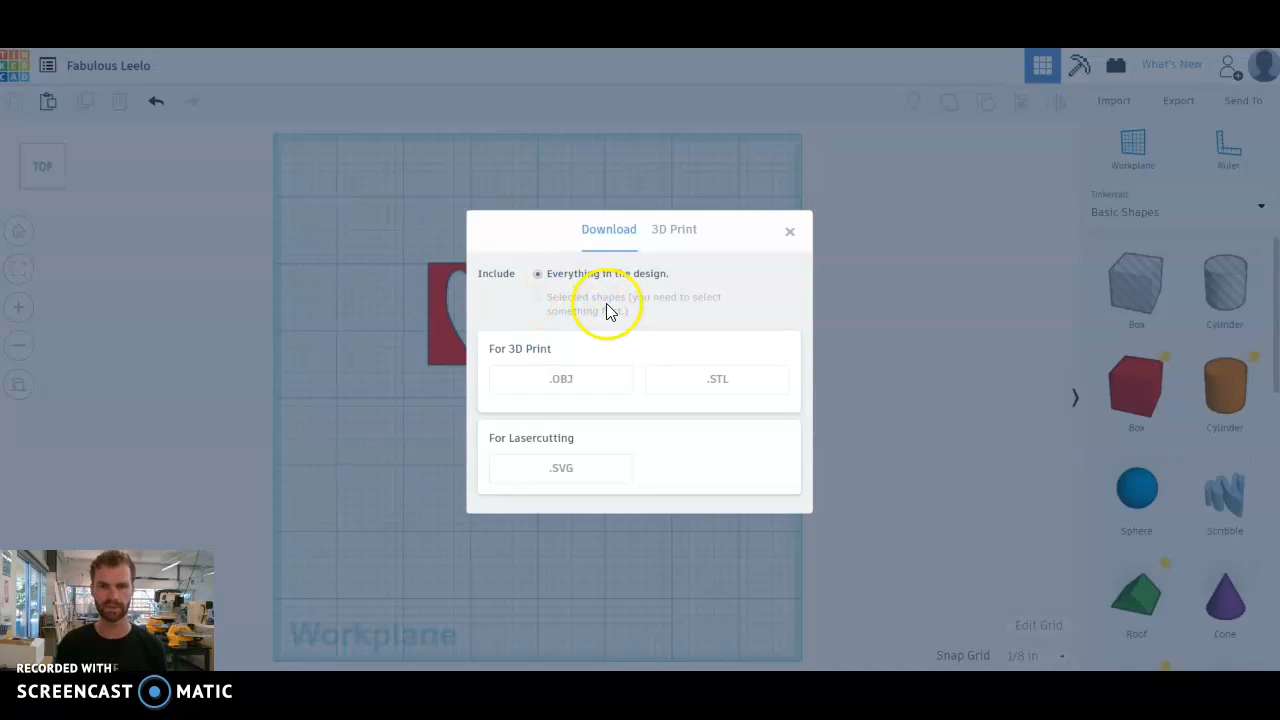 TIN
KER
CAD
Fabulous Leelo
What's New
Import
Export
Send To
TOP
Workplane
Ruler
Tinkercad
Basic Shapes
Download
3D Print
Include
Everything in the design.
Selected shapes (you need to select
something first.)
For 3D Print
.OBJ
.STL
For Lasercutting
.SVG
Box
Cylinder
Box
Cylinder
Sphere
Scribble
Roof
Cone
Workplane
Edit Grid
Snap Grid
1/8 in
RECORDED WITH
SCREENCAST MATIC